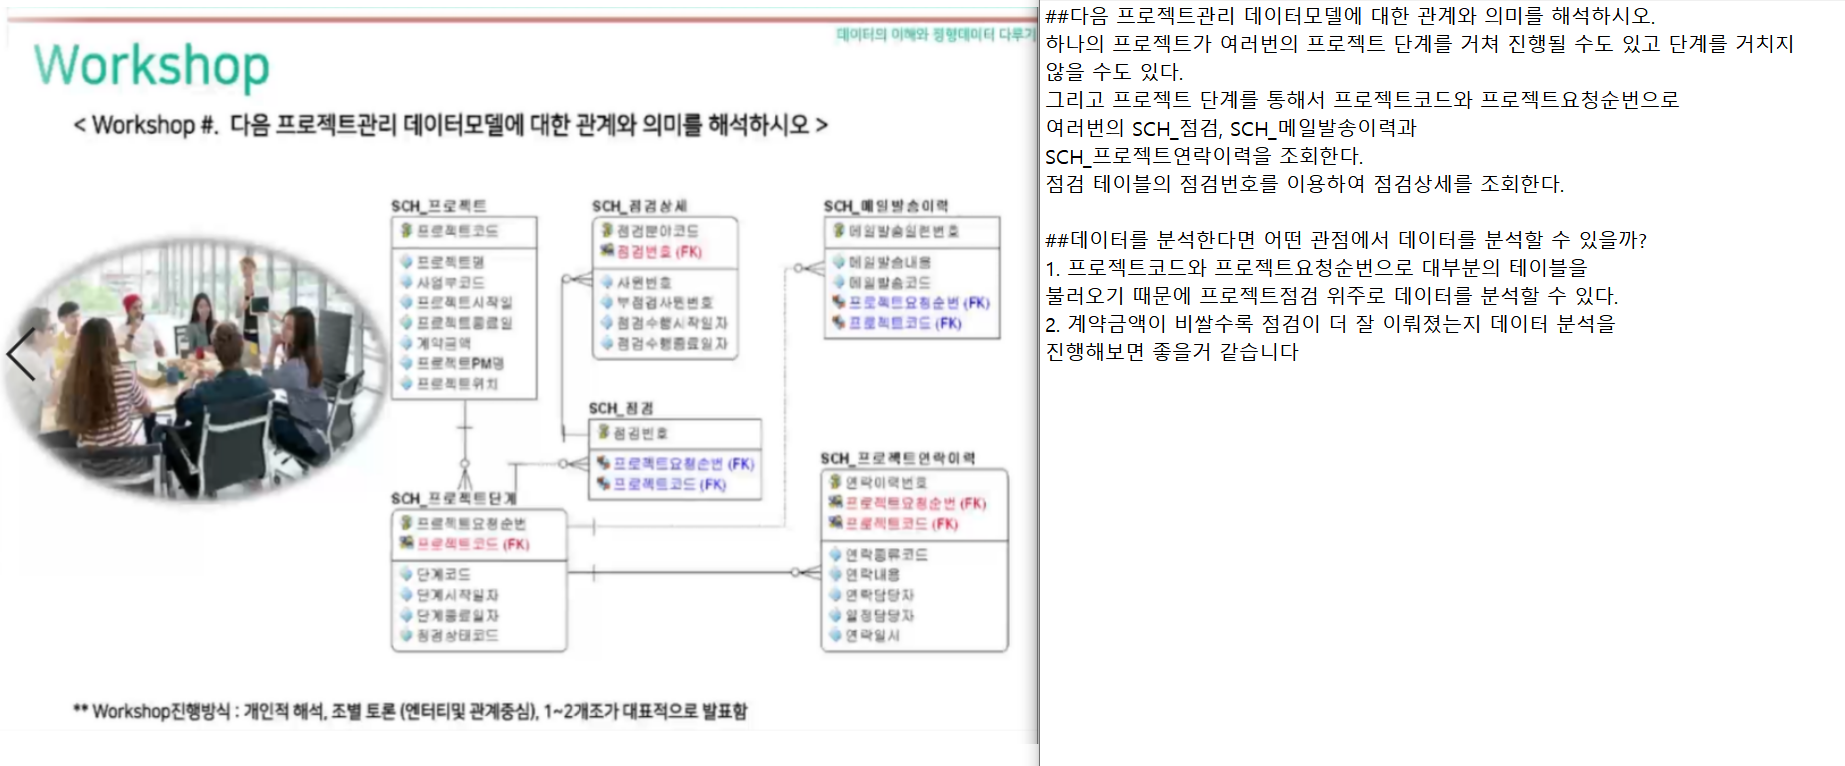 데이터의 이해와 정형데이터 다루기
Workshop
< Workshop #. 다음 프로젝트관리 데이터모델에 대한 관계와 의미를 해석하시오 >
SCH_프로젝트
프로젝트코드
프로젝트명
사업부코드
프로젝트시작일
프로젝트종료일
계약금액
프로젝트PM명
프로젝트위치
SCH_점검상세
점검분야코드
점검번호 (FK)
사원번호
부점검사원번호
점검수행시작일자
점검수행종료일자
SCH_메일발송이력
메일발송일련번호
메일발송내용
메일발송코드
프로젝트요청순번 (FK)
프로젝트코드 (FK)
SCH_점검
점검번호
프로젝트요청순번 (FK)
프로젝트코드 (FK)
SCH_프로젝트단계
프로젝트요청순번
프로젝트코드 (FK)
단계코드
단계시작일자
단계종료일자
점검상태코드
SCH_프로젝트연락이력
연락이력번호
프로젝트요청순번 (FK)
프로젝트코드 (FK)
연락종류코드
연락내용
연락담당자
일정담당자
연락일시
** Workshop진행방식 : 개인적 해석, 조별 토론 (엔터티및 관계중심), 1~2개조가 대표적으로 발표함
##다음 프로젝트관리 데이터모델에 대한 관계와 의미를 해석하시오.
하나의 프로젝트가 여러번의 프로젝트 단계를 거쳐 진행될 수도 있고 단계를 거치지
않을 수도 있다.
그리고 프로젝트 단계를 통해서 프로젝트코드와 프로젝트요청순번으로
여러번의 SCH_점검, SCH_메일발송이력과
SCH_프로젝트연락이력을 조회한다.
점검 테이블의 점검번호를 이용하여 점검상세를 조회한다.
##데이터를 분석한다면 어떤 관점에서 데이터를 분석할 수 있을까?
1. 프로젝트코드와 프로젝트요청순번으로 대부분의 테이블을
불러오기 때문에 프로젝트점검 위주로 데이터를 분석할 수 있다.
2. 계약금액이 비쌀수록 점검이 더 잘 이뤄졌는지 데이터 분석을
진행해보면 좋을거 같습니다